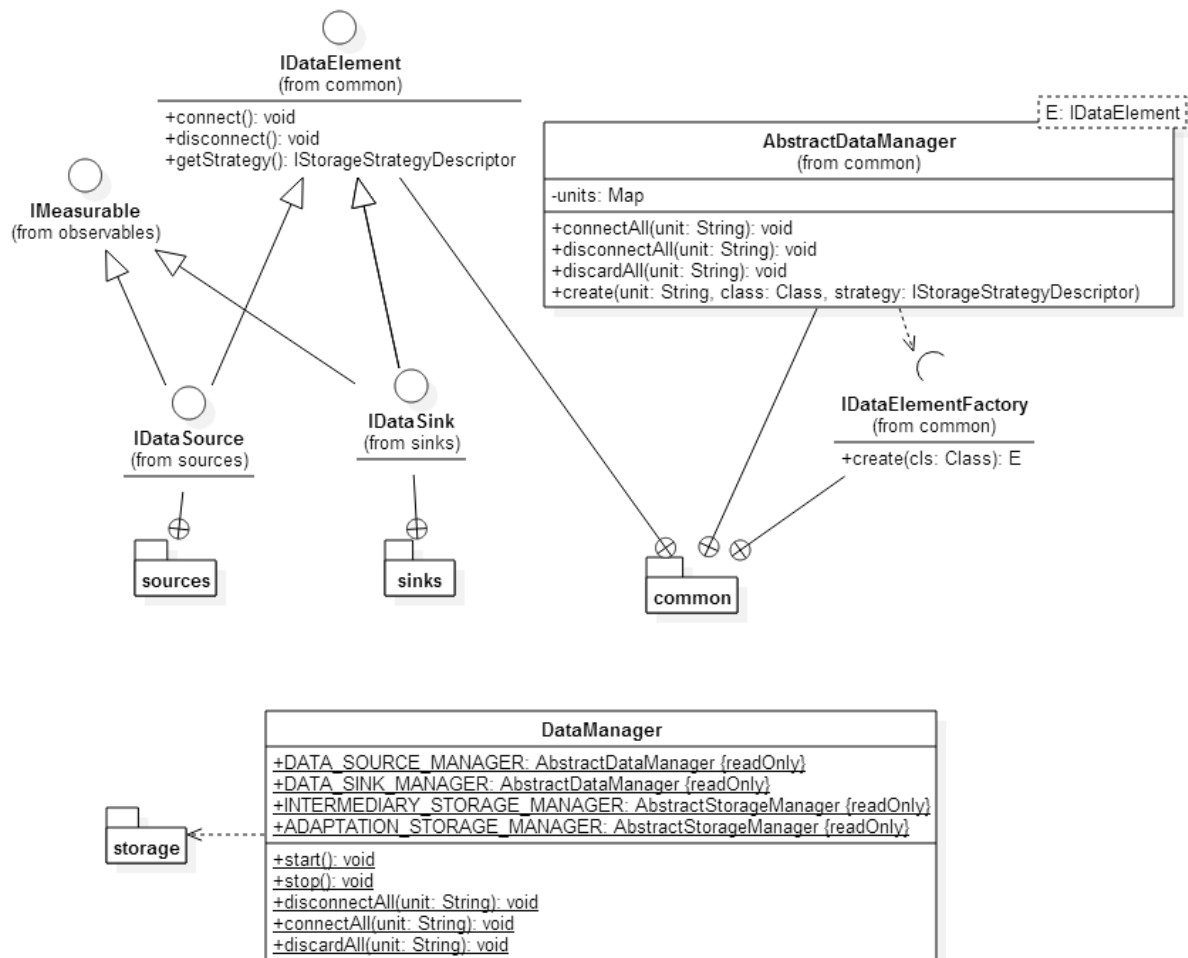 IDataElement
(from common)
+connect(): void
+disconnect(): void
+getStrategy(): IStorageStrategyDescriptor
E: IDataElement
AbstractDataManager
(from common)
-units: Map
+connectAll(unit: String): void
+disconnectAll(unit: String): void
+discardAll(unit: String): void
+create(unit: String, class: Class, strategy: IStorageStrategyDescriptor)
IMeasurable
(from observables)
IDataSource
(from sources)
IDataSink
(from sinks)
IDataElementFactory
(from common)
+create(cls: Class): E
sources
sinks
common
DataManager
+DATA_SOURCE_MANAGER: AbstractDataManager {readOnly}
+DATA_SINK_MANAGER: AbstractDataManager {readOnly}
+INTERMEDIARY_STORAGE_MANAGER: AbstractStorageManager {readOnly}
+ADAPTATION_STORAGE_MANAGER: AbstractStorageManager {readOnly}
storage
+start(): void
+stop(): void
+disconnectAll(unit: String): void
+connectAll(unit: String): void
+discardAll(unit: String): void